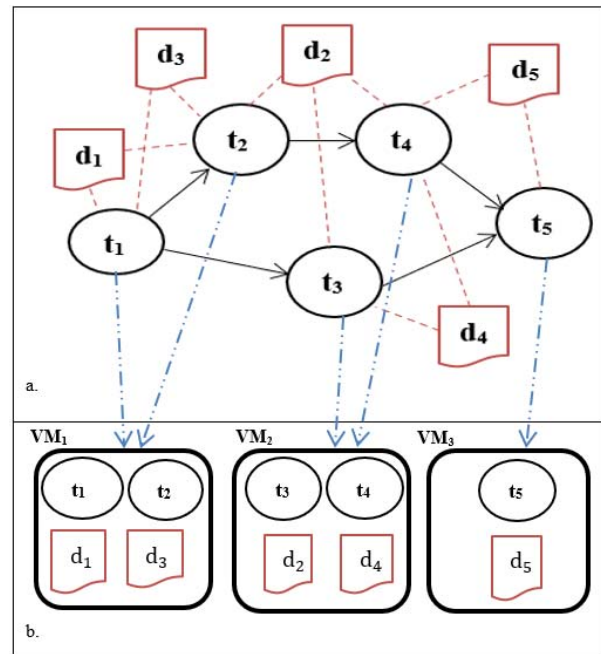 d₃
d₂
d₅
d₁
t₂
t₄
t₁
t₅
t₃
d₄
a.
VM₁
VM₂
VM₃
t₁ t₂
t₃ t₄
t₅
d₁ d₃
d₂ d₄
d₅
b.